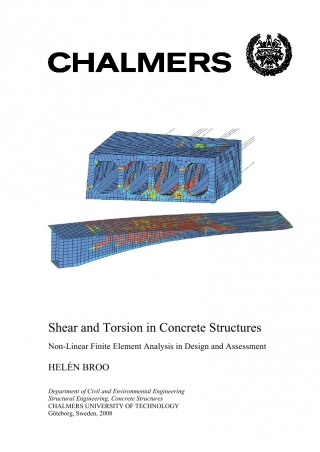 CHALMERS
Shear and Torsion in Concrete Structures
Non-Linear Finite Element Analysis in Design and Assessment
HELÉN BROO
Department of Civil and Environmental Engineering
Structural Engineering, Concrete Structures
CHALMERS UNIVERSITY OF TECHNOLOGY
Göteborg, Sweden, 2008